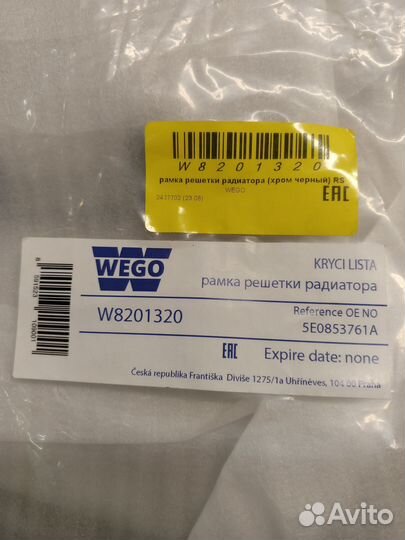 W8201320
рамка решетки радиатора (хром черный) RS
WEGO
EAC
WEGO
KRYCI LISTA
рамка решетки радиатора
W8201320
Reference OE NO
5E0853761A
EAC
Expire date: none
Česká republika Františka Diviše 1275/1a Uhříněves, 104 00 Praha
Avito